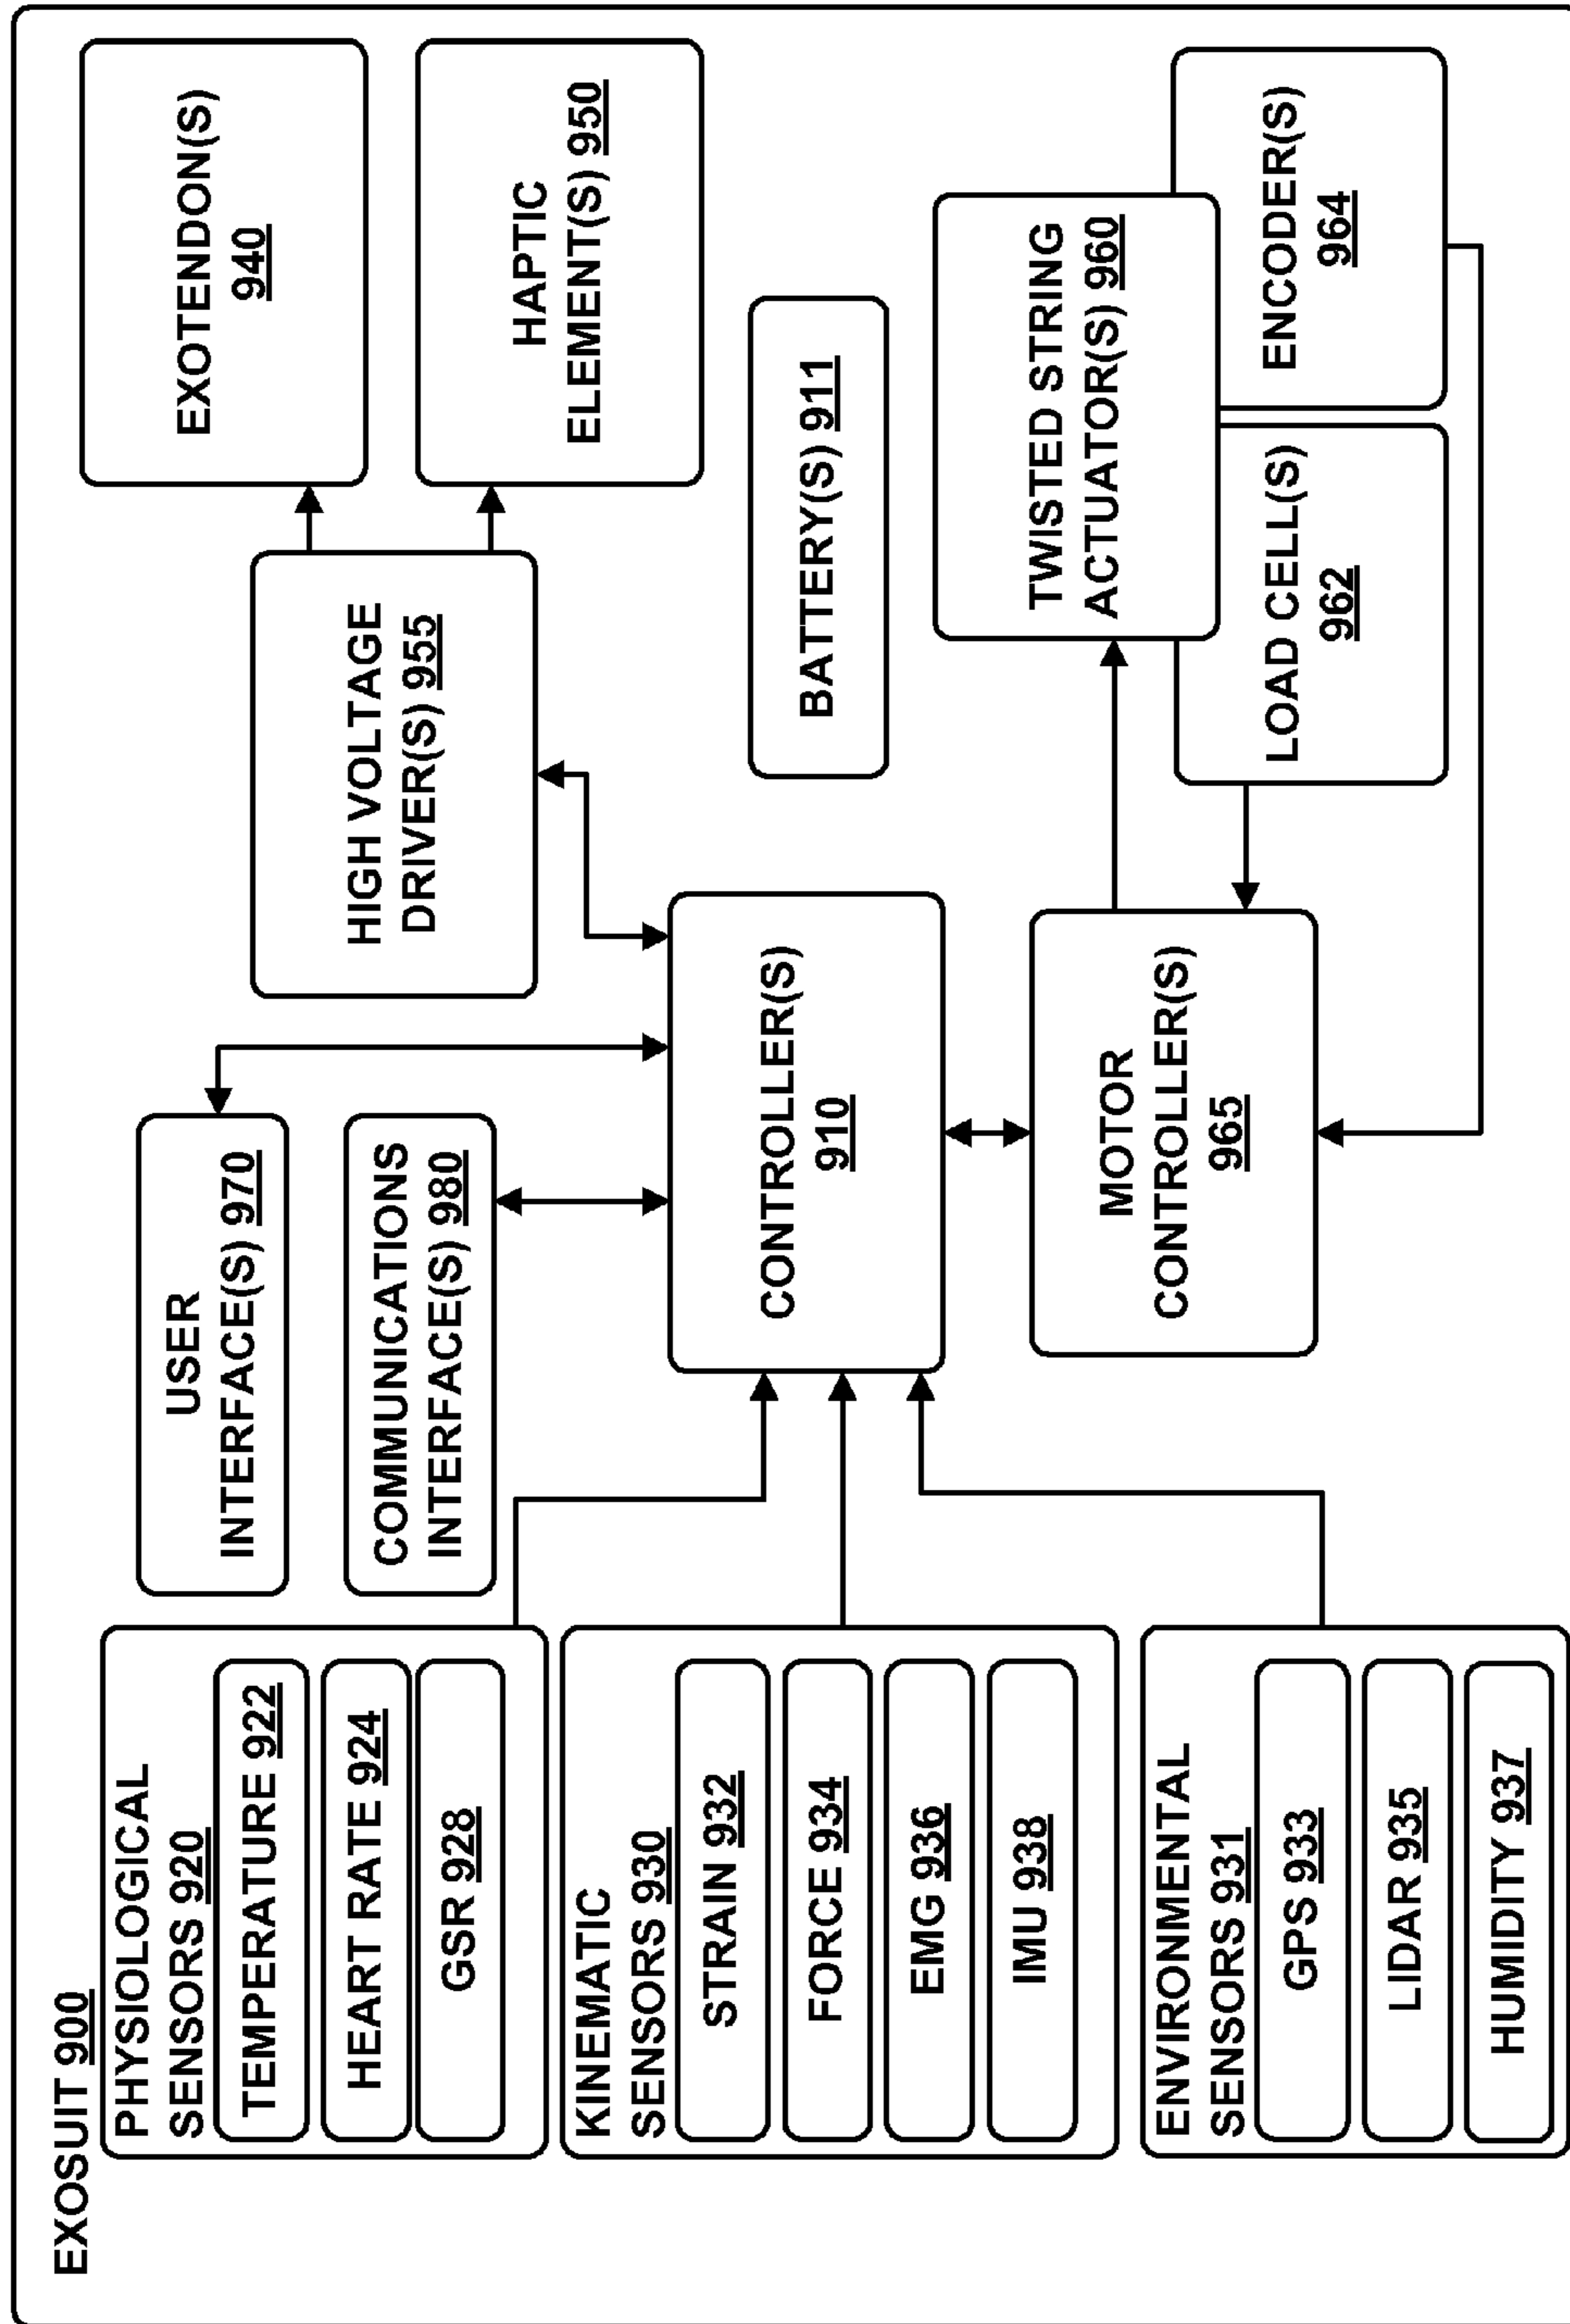 EXOSUIT 900
PHYSIOLOGICAL
SENSORS 920
TEMPERATURE 922
HEART RATE 924
GSR 928
KINEMATIC
SENSORS 930
STRAIN 932
FORCE 934
EMG 936
IMU 938
ENVIRONMENTAL
SENSORS 931
GPS 933
LIDAR 935
HUMIDITY 937
USER
INTERFACE(S) 970
COMMUNICATIONS
INTERFACE(S) 980
CONTROLLER(S)
910
MOTOR
CONTROLLER(S)
965
HIGH VOLTAGE
DRIVER(S) 955
EXOTENDON(S)
940
HAPTIC
ELEMENT(S) 950
BATTERY(S) 911
TWISTED STRING
ACTUATOR(S) 960
LOAD CELL(S)
962
ENCODER(S)
964